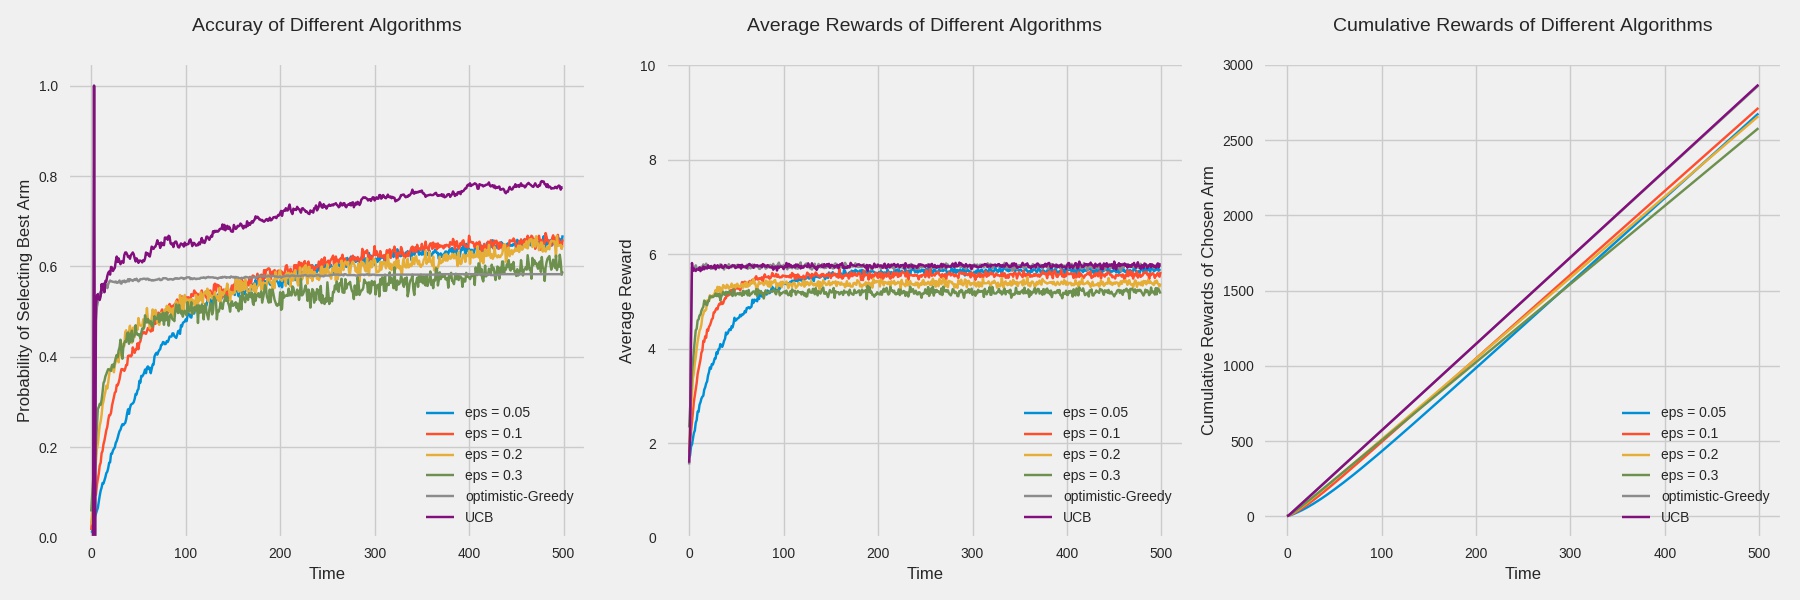 Accuray of Different Algorithms
Probability of Selecting Best Arm
1.0
0.8
0.6
0.4
0.2
0.0
0 100 200 300 400 500
Time
eps = 0.05
eps = 0.1
eps = 0.2
eps = 0.3
optimistic-Greedy
UCB
Average Rewards of Different Algorithms
Average Reward
10
8
6
4
2
0
0 100 200 300 400 500
Time
eps = 0.05
eps = 0.1
eps = 0.2
eps = 0.3
optimistic-Greedy
UCB
Cumulative Rewards of Different Algorithms
Cumulative Rewards of Chosen Arm
3000
2500
2000
1500
1000
500
0
0 100 200 300 400 500
Time
eps = 0.05
eps = 0.1
eps = 0.2
eps = 0.3
optimistic-Greedy
UCB